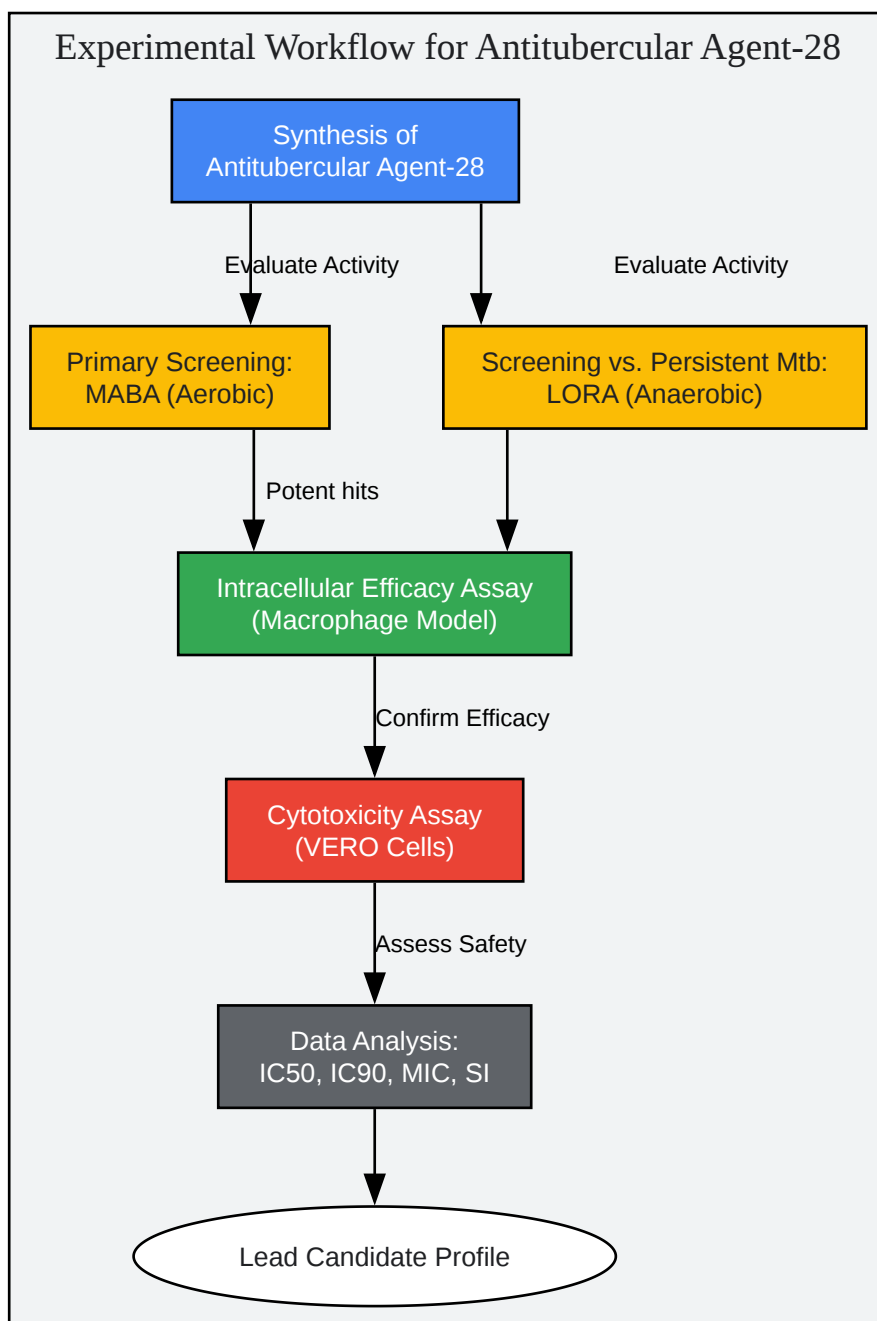 Experimental Workflow for Antitubercular Agent-28
Synthesis of
Antitubercular Agent-28
Evaluate Activity
Evaluate Activity
Primary Screening:
MABA (Aerobic)
Screening vs. Persistent Mtb:
LORA (Anaerobic)
Potent hits
Intracellular Efficacy Assay
(Macrophage Model)
Confirm Efficacy
Cytotoxicity Assay
(VERO Cells)
Assess Safety
Data Analysis:
IC50, IC90, MIC, SI
Lead Candidate Profile